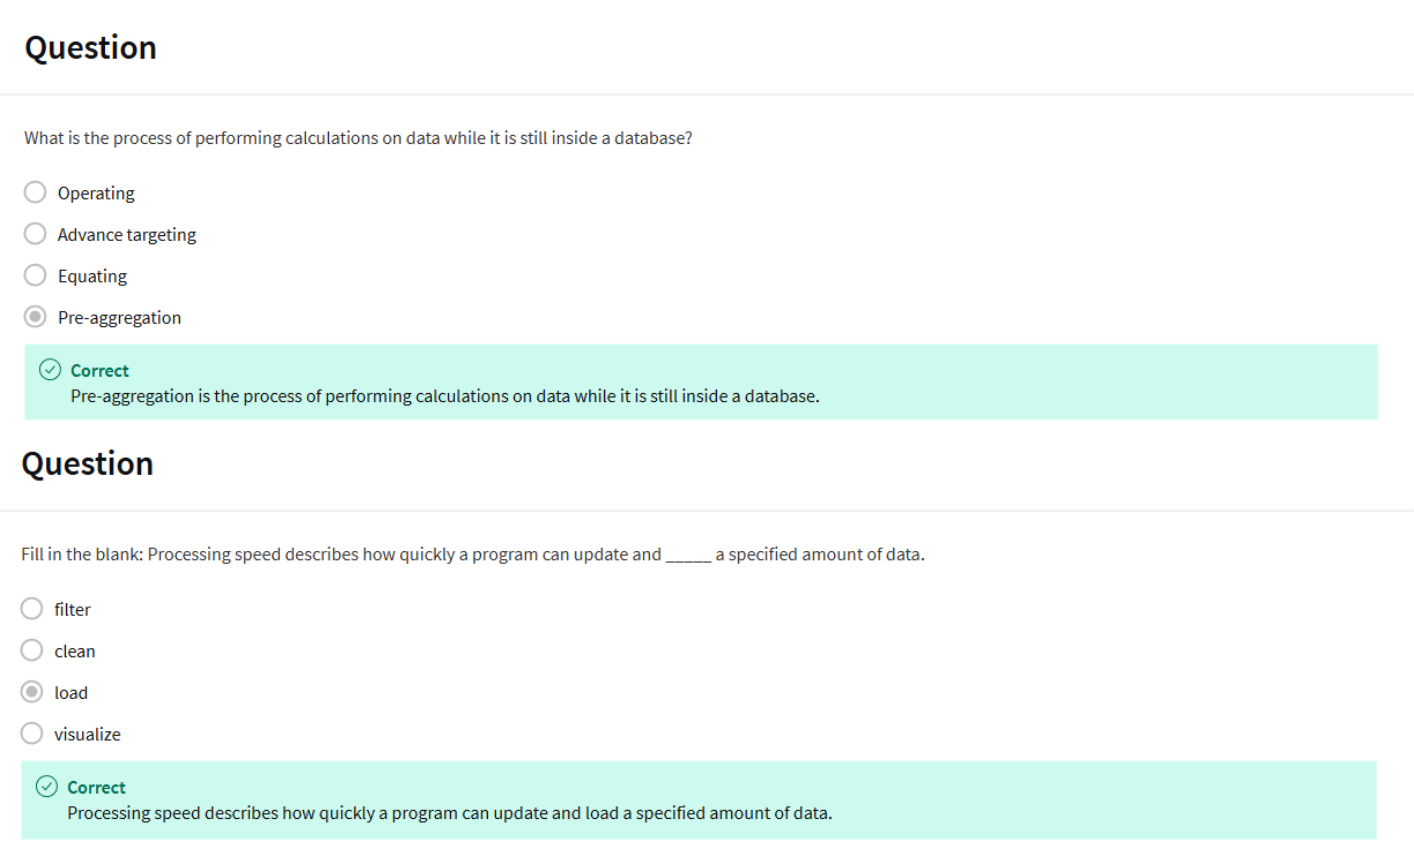 Question
What is the process of performing calculations on data while it is still inside a database?
Operating
Advance targeting
Equating
Pre-aggregation
Correct
Pre-aggregation is the process of performing calculations on data while it is still inside a database.
Question
Fill in the blank: Processing speed describes how quickly a program can update and _____ a specified amount of data.
filter
clean
load
visualize
Correct
Processing speed describes how quickly a program can update and load a specified amount of data.